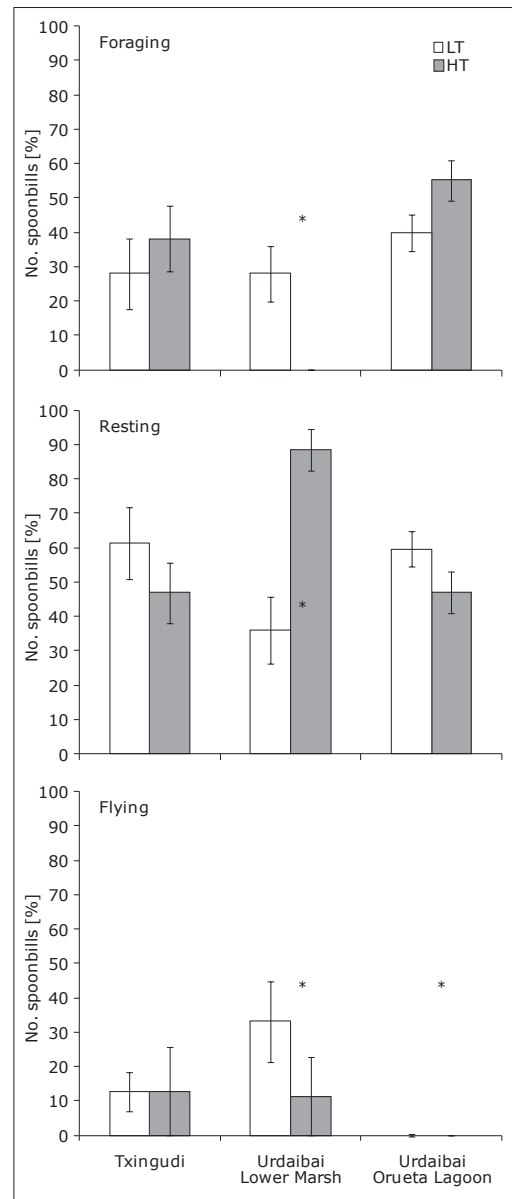 Foraging
LT
HT
No. spoonbills [%]
100
90
80
70
60
50
40
30
20
10
0
*
Resting
No. spoonbills [%]
100
90
80
70
60
50
40
30
20
10
0
*
Flying
No. spoonbills [%]
100
90
80
70
60
50
40
30
20
10
0
* *
Txingudi
Urdaibai
Lower Marsh
Urdaibai
Orueta Lagoon